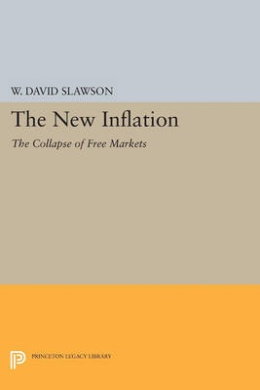 W. DAVID SLAWSON
The New Inflation
The Collapse of Free Markets
PRINCETON LEGACY LIBRARY